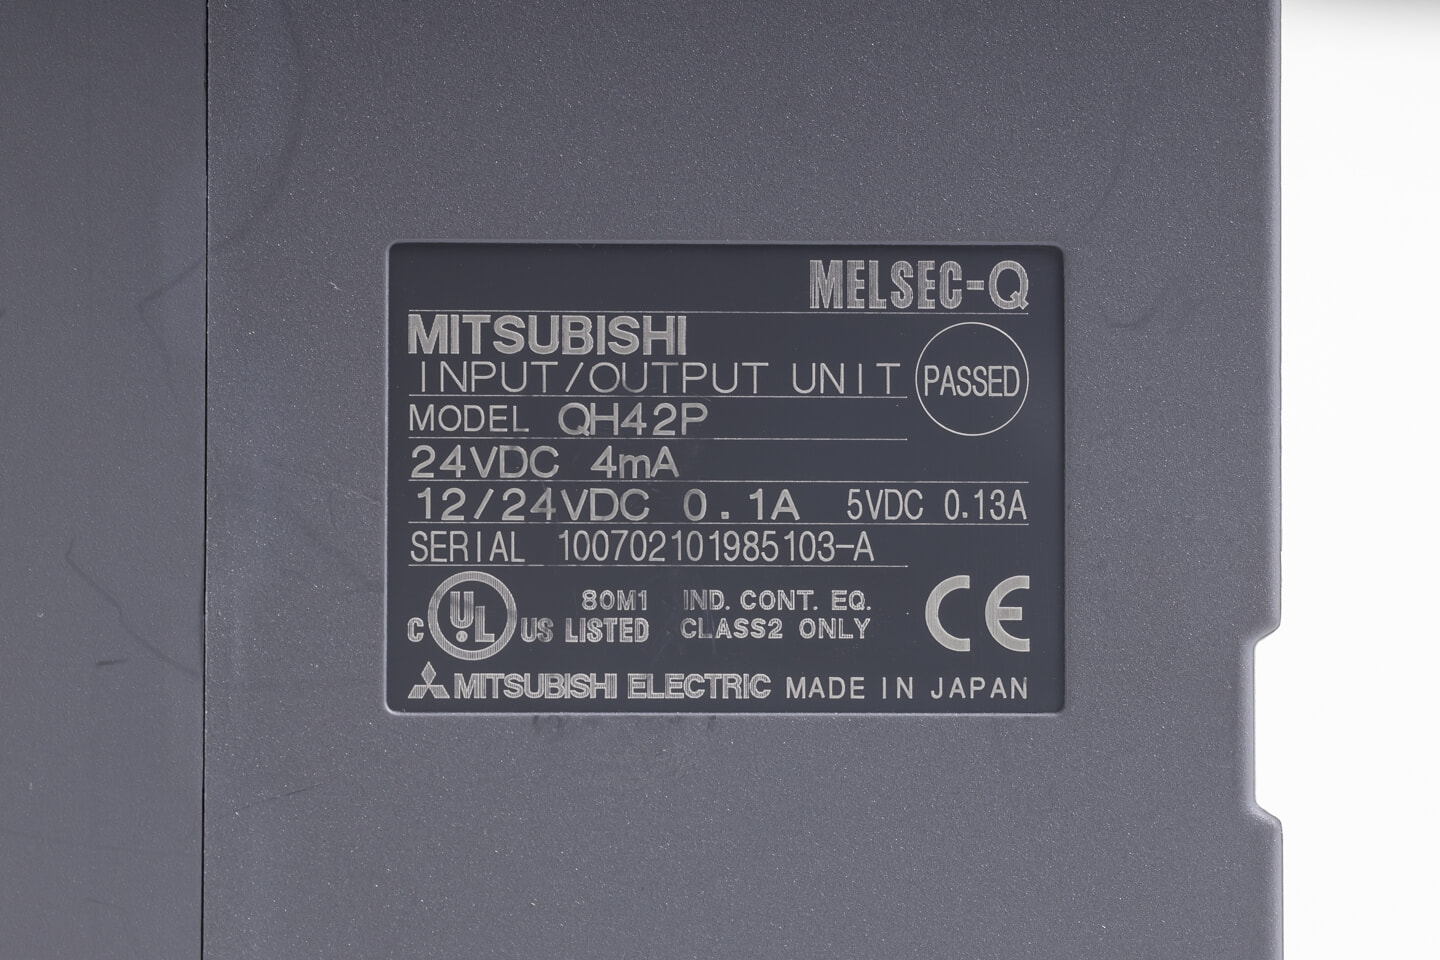 MELSEC-Q
MITSUBISHI
INPUT/OUTPUT UNIT
PASSED
MODEL QH42P
24VDC 4mA
12/24VDC 0.1A 5VDC 0.13A
SERIAL 100702101985103-A
C UL US LISTED 80M1 IND. CONT. EQ.
CLASS2 ONLY
CE
MITSUBISHI ELECTRIC MADE IN JAPAN